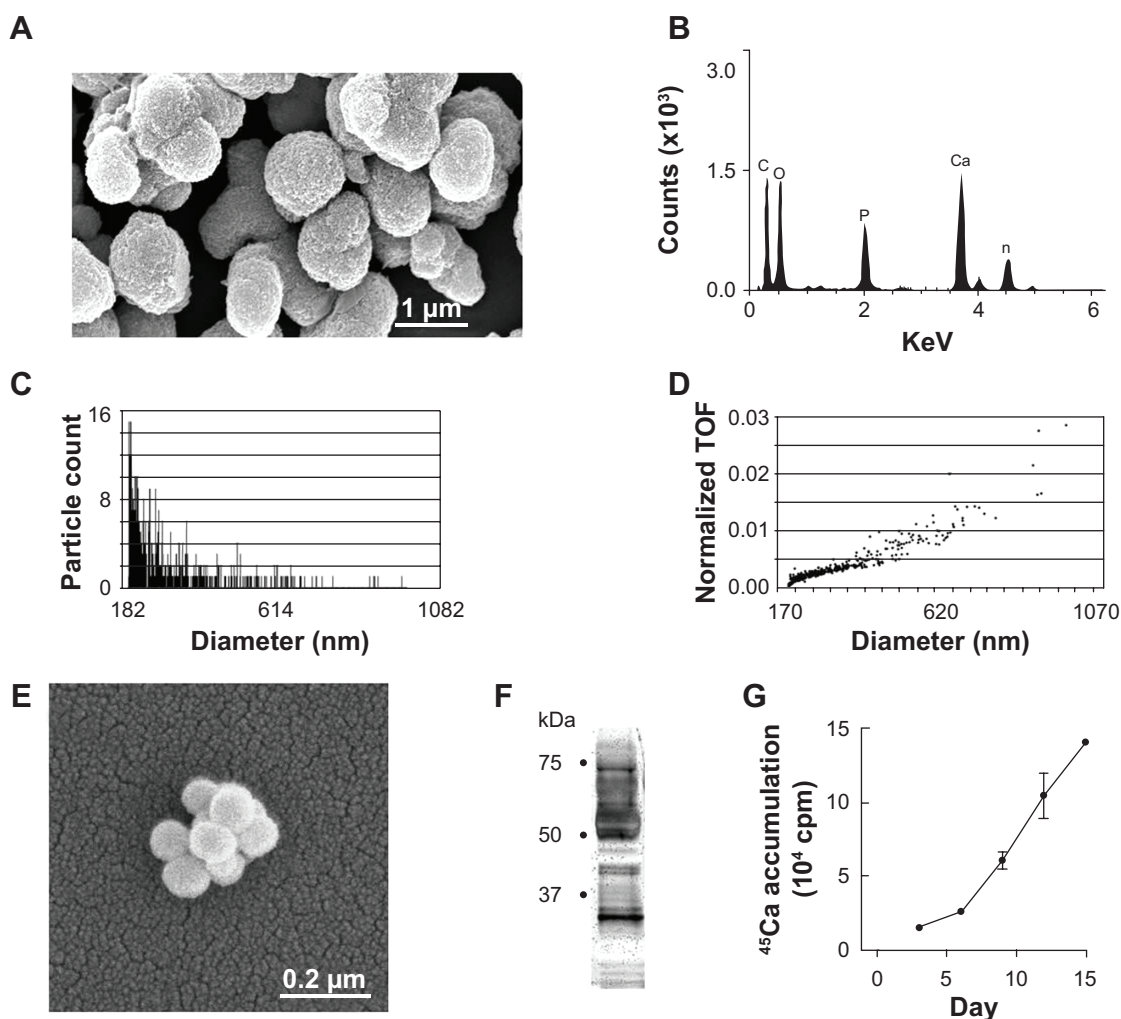 A
1 µm
B
Counts (x10³)
3.0
1.5
0.0
C
O
P
Ca
n
0
2
4
6
KeV
C
Particle count
16
8
0
182
614
1082
Diameter (nm)
D
Normalized TOF
0.03
0.02
0.01
0.00
170
620
1070
Diameter (nm)
E
0.2 µm
F
kDa
75
50
37
G
⁴⁵Ca accumulation
(10⁴ cpm)
15
10
5
0
0
5
10
15
Day